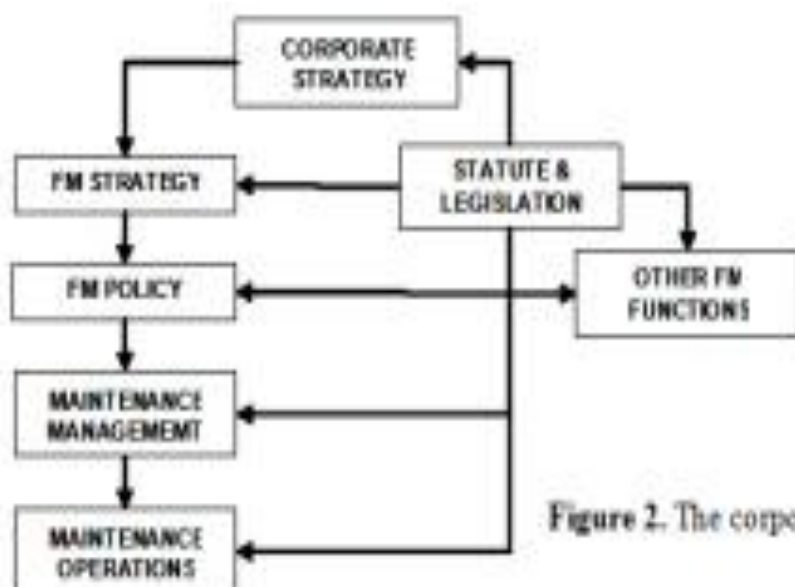 CORPORATE
STRATEGY
FM STRATEGY
STATUTE &
LEGISLATION
FM POLICY
OTHER FM
FUNCTIONS
MAINTENANCE
MANAGEMEMT
MAINTENANCE
OPERATIONS
Figure 2. The corpo